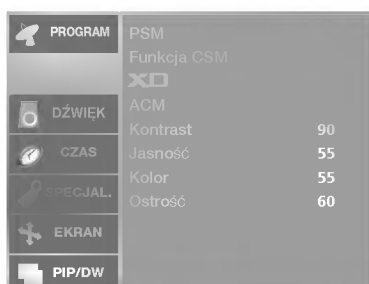 PROGRAM
DŹWIĘK
CZAS
SPECJAL.
EKRAN
PIP/DW
PSM
Funkcja CSM
XD
ACM
Kontrast 90
Jasność 55
Kolor 55
Ostrość 60